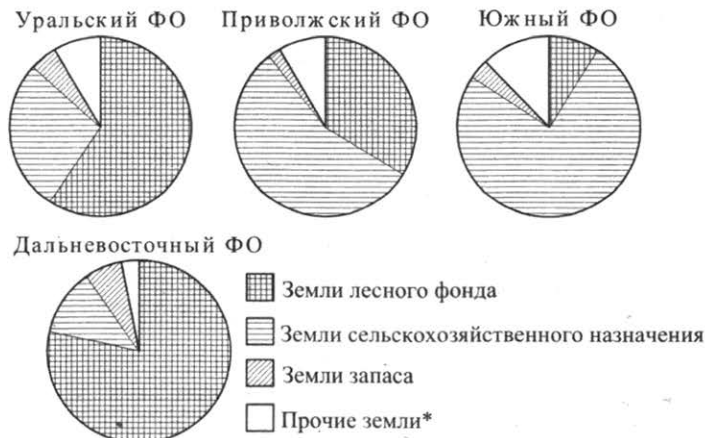 Уральский ФО
Приволжский ФО
Южный ФО
Дальневосточный ФО
Земли лесного фонда
Земли сельскохозяйственного назначения
Земли запаса
Прочие земли*